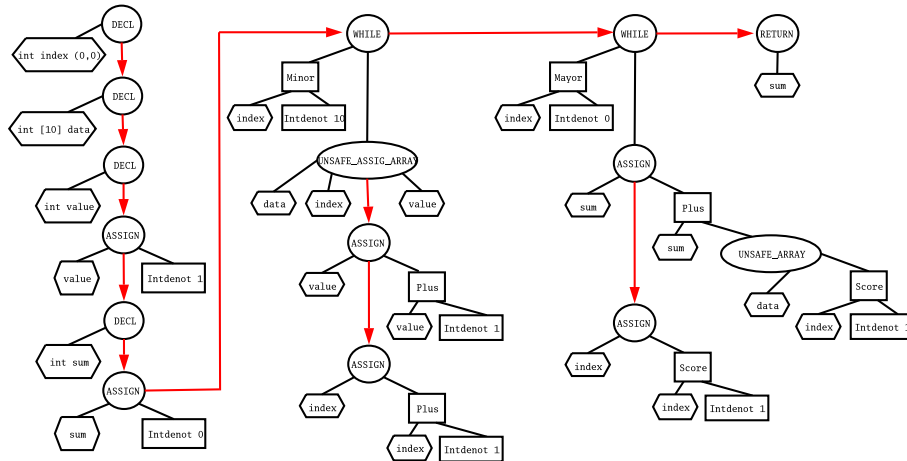 DECL
int index (0,0)
DECL
int [10] data
DECL
int value
ASSIGN
value
Intdenot 1
DECL
int sum
ASSIGN
sum
Intdenot 0
WHILE
Minor
index
Intdenot 10
UNSAFE_ASSIG_ARRAY
data
index
value
ASSIGN
value
Plus
value
Intdenot 1
ASSIGN
index
Plus
index
Intdenot 1
WHILE
Mayor
index
Intdenot 0
ASSIGN
sum
Plus
sum
UNSAFE_ARRAY
data
Score
index
Intdenot 1
ASSIGN
index
Score
index
Intdenot 1
RETURN
sum